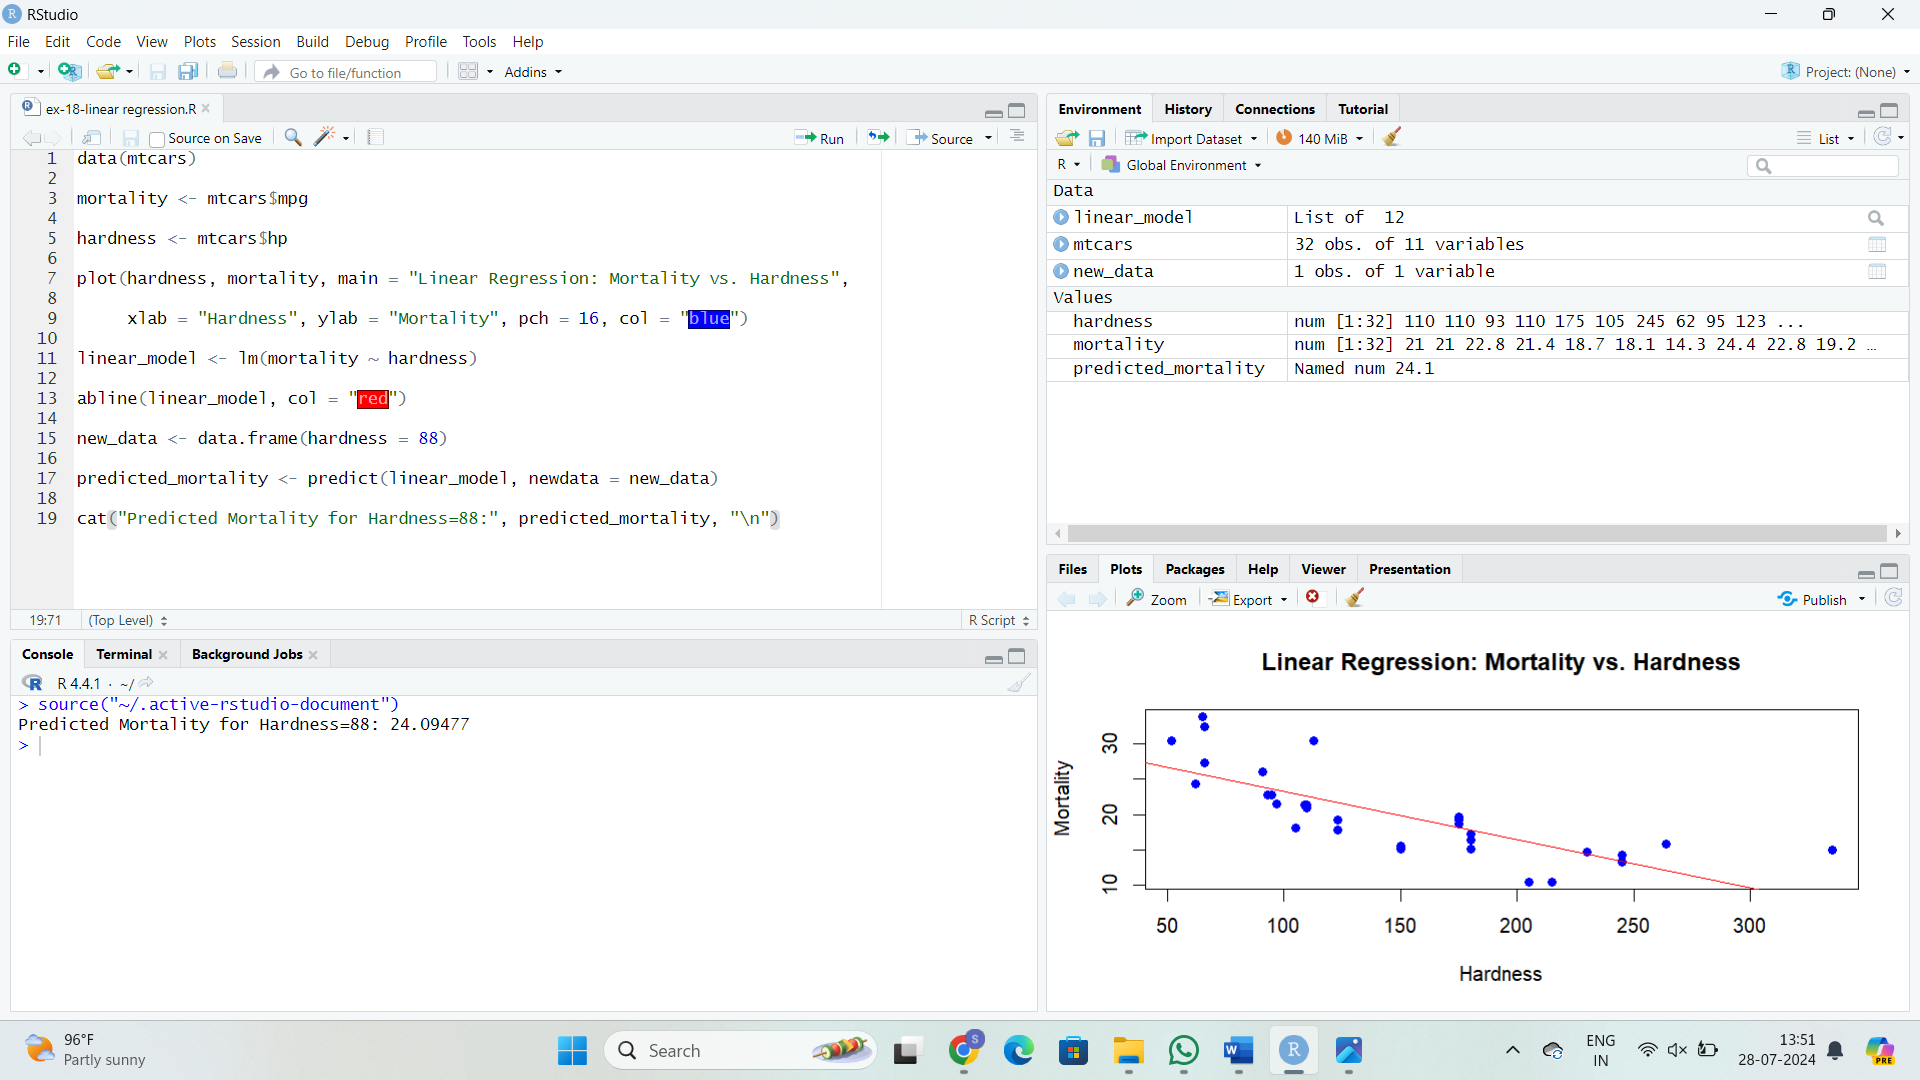 RStudio
File Edit Code View Plots Session Build Debug Profile Tools Help
Go to file/function Addins Project: (None)
ex-18-linear regression.R
Source on Save Run Source
1 data(mtcars)
2
3 mortality <- mtcars$mpg
4
5 hardness <- mtcars$hp
6
7 plot(hardness, mortality, main = "Linear Regression: Mortality vs. Hardness",
8
9 xlab = "Hardness", ylab = "Mortality", pch = 16, col = "blue")
10
11 linear_model <- lm(mortality ~ hardness)
12
13 abline(linear_model, col = "red")
14
15 new_data <- data.frame(hardness = 88)
16
17 predicted_mortality <- predict(linear_model, newdata = new_data)
18
19 cat("Predicted Mortality for Hardness=88:", predicted_mortality, "\n")
19:71 (Top Level) R Script
Console Terminal Background Jobs
R 4.4.1 · ~/
> source("~/.active-rstudio-document")
Predicted Mortality for Hardness=88: 24.09477
>
Environment History Connections Tutorial
Import Dataset 140 MiB List
R Global Environment
Data
linear_model List of 12
mtcars 32 obs. of 11 variables
new_data 1 obs. of 1 variable
Values
hardness num [1:32] 110 110 93 110 175 105 245 62 95 123 ...
mortality num [1:32] 21 21 22.8 21.4 18.7 18.1 14.3 24.4 22.8 19.2 …
predicted_mortality Named num 24.1
Files Plots Packages Help Viewer Presentation
Zoom Export Publish
Linear Regression: Mortality vs. Hardness
Mortality
30
20
10
50 100 150 200 250 300
Hardness
96°F
Partly sunny
Search
S
W
R
ENG
IN
13:51
28-07-2024
PRE